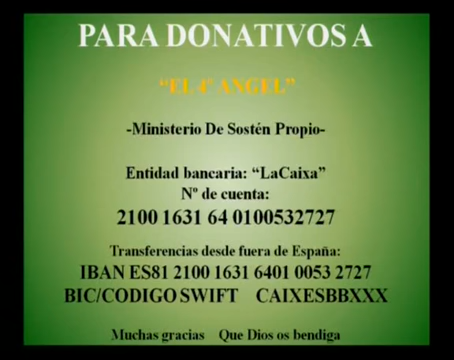 PARA DONATIVOS A
“EL 4º ANGEL”
-Ministerio De Sostén Propio-
Entidad bancaria: “LaCaixa”
Nº de cuenta:
2100 1631 64 0100532727
Transferencias desde fuera de España:
IBAN ES81 2100 1631 6401 0053 2727
BIC/CODIGO SWIFT CAIXESBBXXX
Muchas gracias Que Dios os bendiga